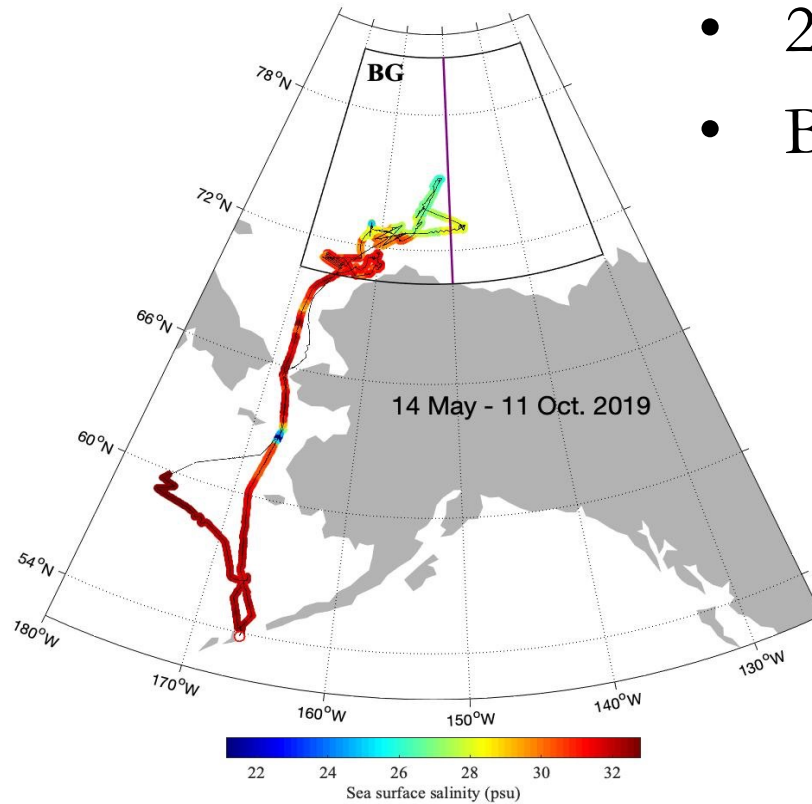 • 2
• B
BG
78°N
72°N
66°N
60°N
54°N
14 May - 11 Oct. 2019
180°W
170°W
160°W
150°W
140°W
130°W
22 24 26 28 30 32
Sea surface salinity (psu)